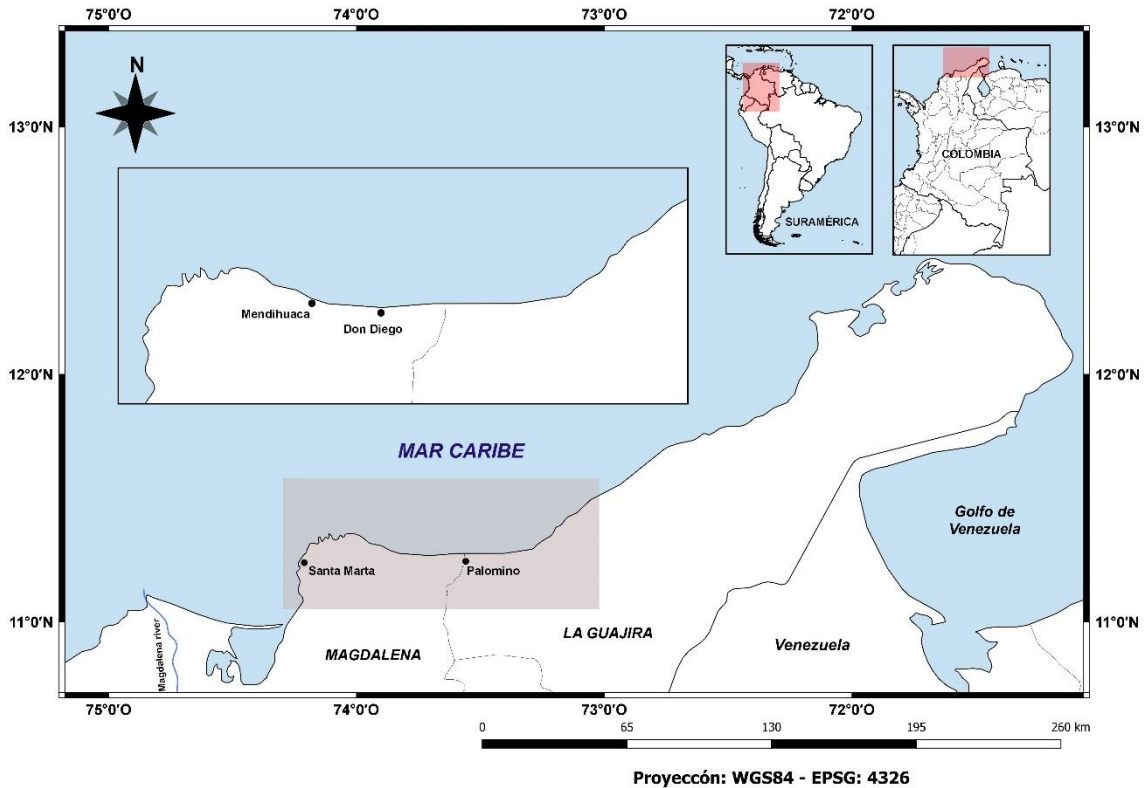 75°0'O 74°0'O 73°0'O 72°0'O
N
13°0'N 13°0'N
SURAMÉRICA
COLOMBIA
Mendihuaca
Don Diego
12°0'N 12°0'N
MAR CARIBE
Golfo de
Venezuela
Santa Marta
Palomino
11°0'N 11°0'N
Magdalena river
MAGDALENA
LA GUAJIRA
Venezuela
75°0'O 74°0'O 73°0'O 72°0'O
0 65 130 195 260 km
Proyeccón: WGS84 - EPSG: 4326